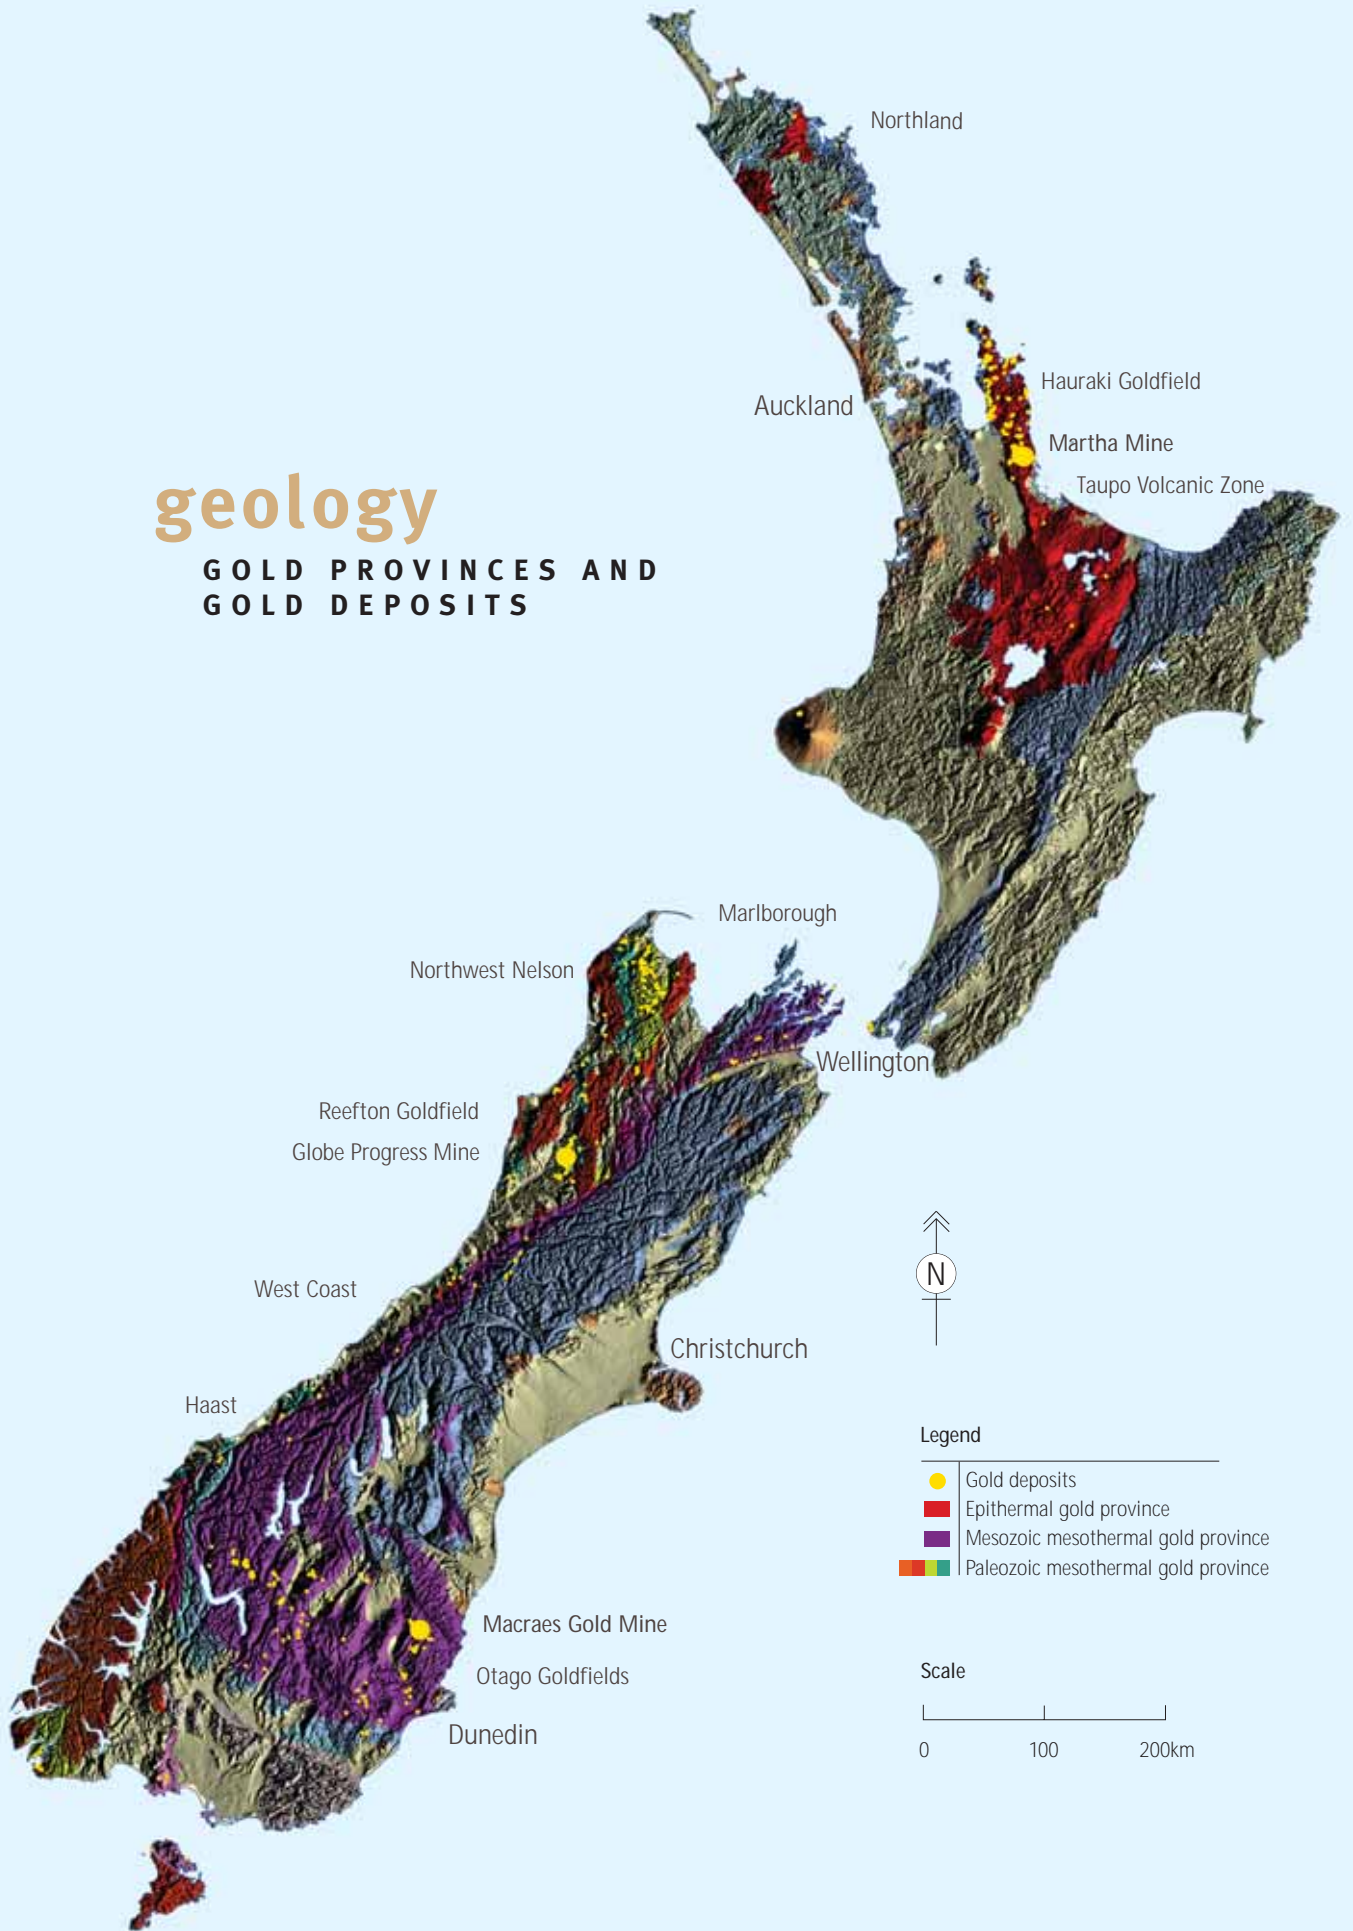 geology
GOLD PROVINCES AND
GOLD DEPOSITS
Northland
Auckland
Hauraki Goldfield
Martha Mine
Taupo Volcanic Zone
Marlborough
Northwest Nelson
Wellington
Reefton Goldfield
Globe Progress Mine
West Coast
Christchurch
Haast
Macraes Gold Mine
Otago Goldfields
Dunedin
N
Legend
Gold deposits
Epithermal gold province
Mesozoic mesothermal gold province
Paleozoic mesothermal gold province
Scale
0 100 200km